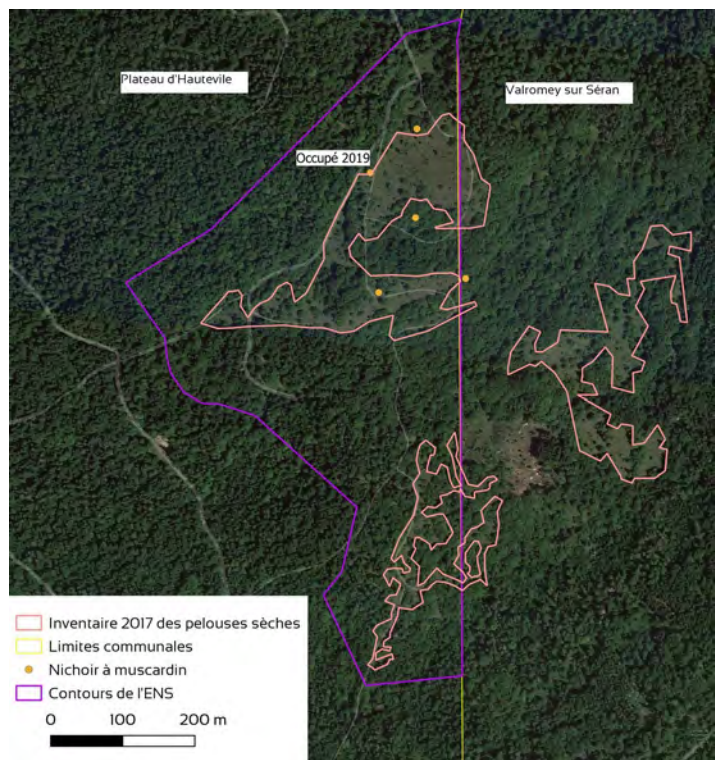 Plateau d'Hautevile
Valromey sur Séran
Occupé 2019
Inventaire 2017 des pelouses sèches
Limites communales
Nichoir à muscardin
Contours de l'ENS
0 100 200 m